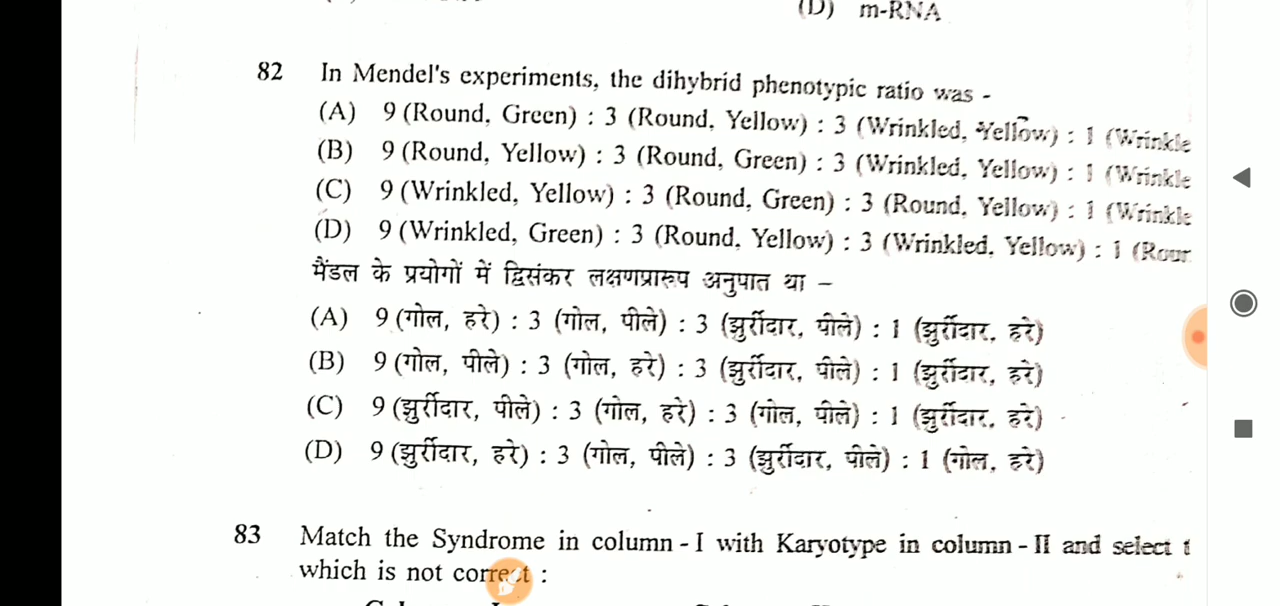 (D) m-RNA
82 In Mendel's experiments, the dihybrid phenotypic ratio was -
(A) 9 (Round, Green) : 3 (Round, Yellow) : 3 (Wrinkled, Yellow) : 1 (Wrinkle
(B) 9 (Round, Yellow) : 3 (Round, Green) : 3 (Wrinkled, Yellow) : 1 (Wrinkle
(C) 9 (Wrinkled, Yellow) : 3 (Round, Green) : 3 (Round, Yellow) : 1 (Wrinkle
(D) 9 (Wrinkled, Green) : 3 (Round, Yellow) : 3 (Wrinkled, Yellow) : 1 (Rour
मैंडल के प्रयोगों में द्विसंकर लक्षणप्रारूप अनुपात था –
(A) 9 (गोल, हरे) : 3 (गोल, पीले) : 3 (झुर्रीदार, पीले) : 1 (झुर्रीदार, हरे)
(B) 9 (गोल, पीले) : 3 (गोल, हरे) : 3 (झुर्रीदार, पीले) : 1 (झुर्रीदार, हरे)
(C) 9 (झुर्रीदार, पीले) : 3 (गोल, हरे) : 3 (गोल, पीले) : 1 (झुर्रीदार, हरे)
(D) 9 (झुर्रीदार, हरे) : 3 (गोल, पीले) : 3 (झुर्रीदार, पीले) : 1 (गोल, हरे)
83 Match the Syndrome in column - I with Karyotype in column - II and select t
which is not correct :